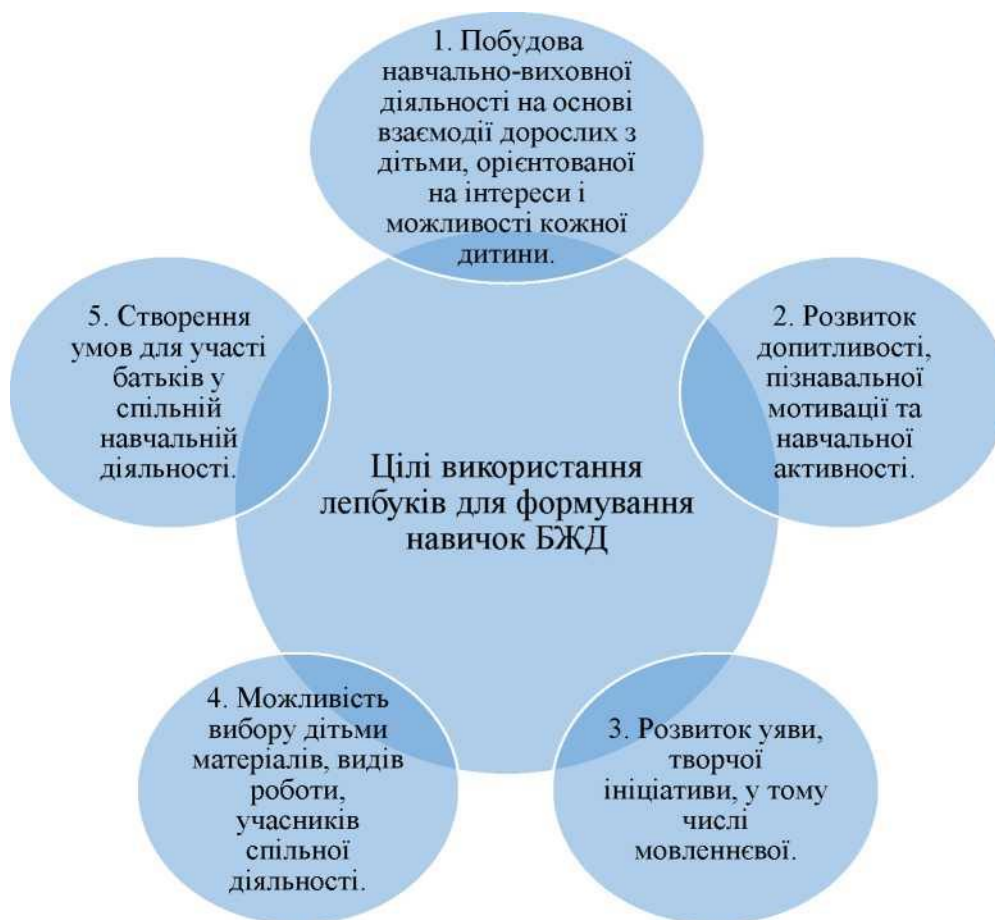 1. Побудова
навчально-виховної
діяльності на основі
взаємодії дорослих з
дітьми, орієнтованої
на інтереси і
можливості кожної
дитини.
2. Розвиток
допитливості,
пізнавальної
мотивації та
навчальної
активності.
3. Розвиток уяви,
творчої
ініціативи, у тому
числі
мовленнєвої.
4. Можливість
вибору дітьми
матеріалів, видів
роботи,
учасників
спільної
діяльності.
5. Створення
умов для участі
батьків у
спільній
навчальній
діяльності.
Цілі використання
лепбуків для формування
навичок БЖД